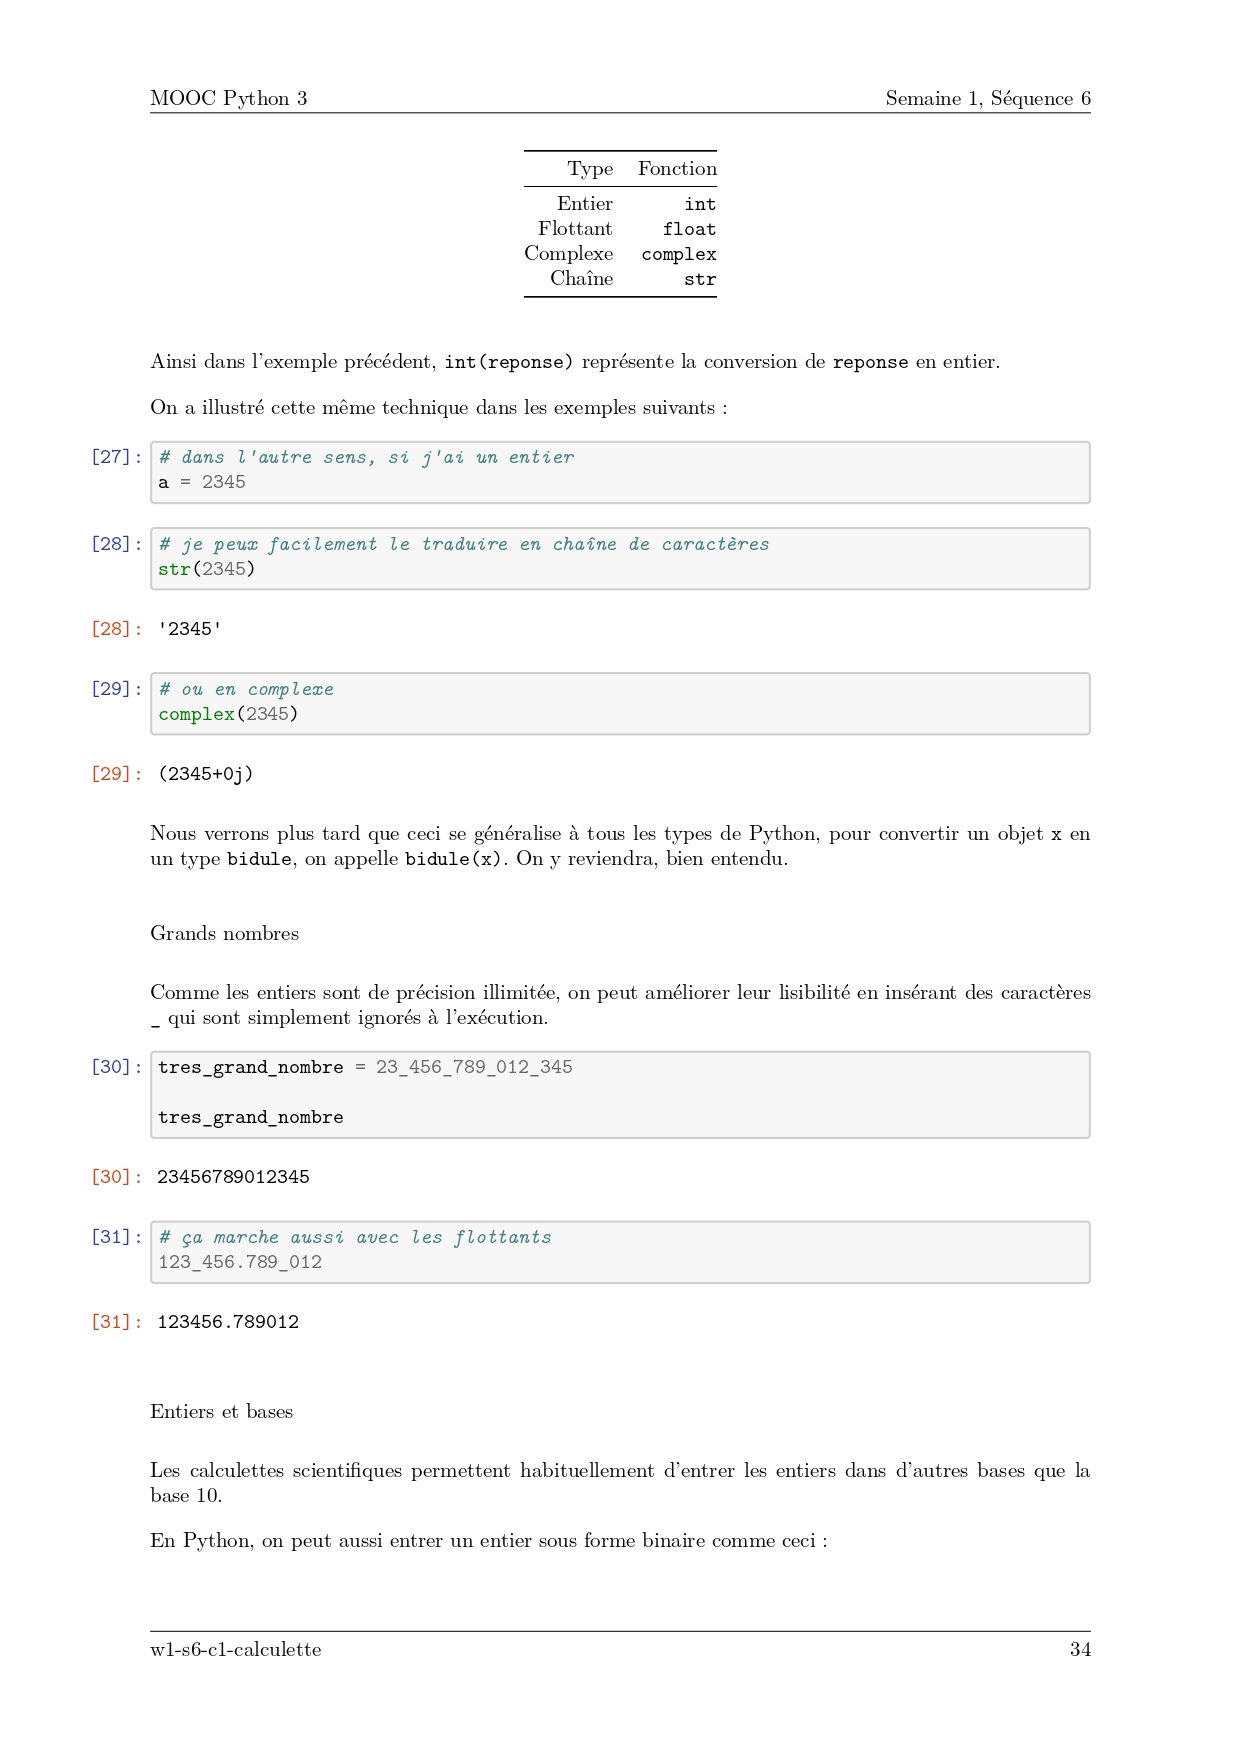 MOOC Python 3 Semaine 1, Séquence 6
Type Fonction
Entier int
Flottant float
Complexe complex
Chaîne str
Ainsi dans l'exemple précédent, int(reponse) représente la conversion de reponse en entier.
On a illustré cette même technique dans les exemples suivants :
[27]: # dans l'autre sens, si j'ai un entier
a = 2345
[28]: # je peux facilement le traduire en chaîne de caractères
str(2345)
[28]: '2345'
[29]: # ou en complexe
complex(2345)
[29]: (2345+0j)
Nous verrons plus tard que ceci se généralise à tous les types de Python, pour convertir un objet x en
un type bidule, on appelle bidule(x). On y reviendra, bien entendu.
Grands nombres
Comme les entiers sont de précision illimitée, on peut améliorer leur lisibilité en insérant des caractères
_ qui sont simplement ignorés à l'exécution.
[30]: tres_grand_nombre = 23_456_789_012_345
tres_grand_nombre
[30]: 23456789012345
[31]: # ça marche aussi avec les flottants
123_456.789_012
[31]: 123456.789012
Entiers et bases
Les calculettes scientifiques permettent habituellement d'entrer les entiers dans d'autres bases que la
base 10.
En Python, on peut aussi entrer un entier sous forme binaire comme ceci :
w1-s6-c1-calculette 34